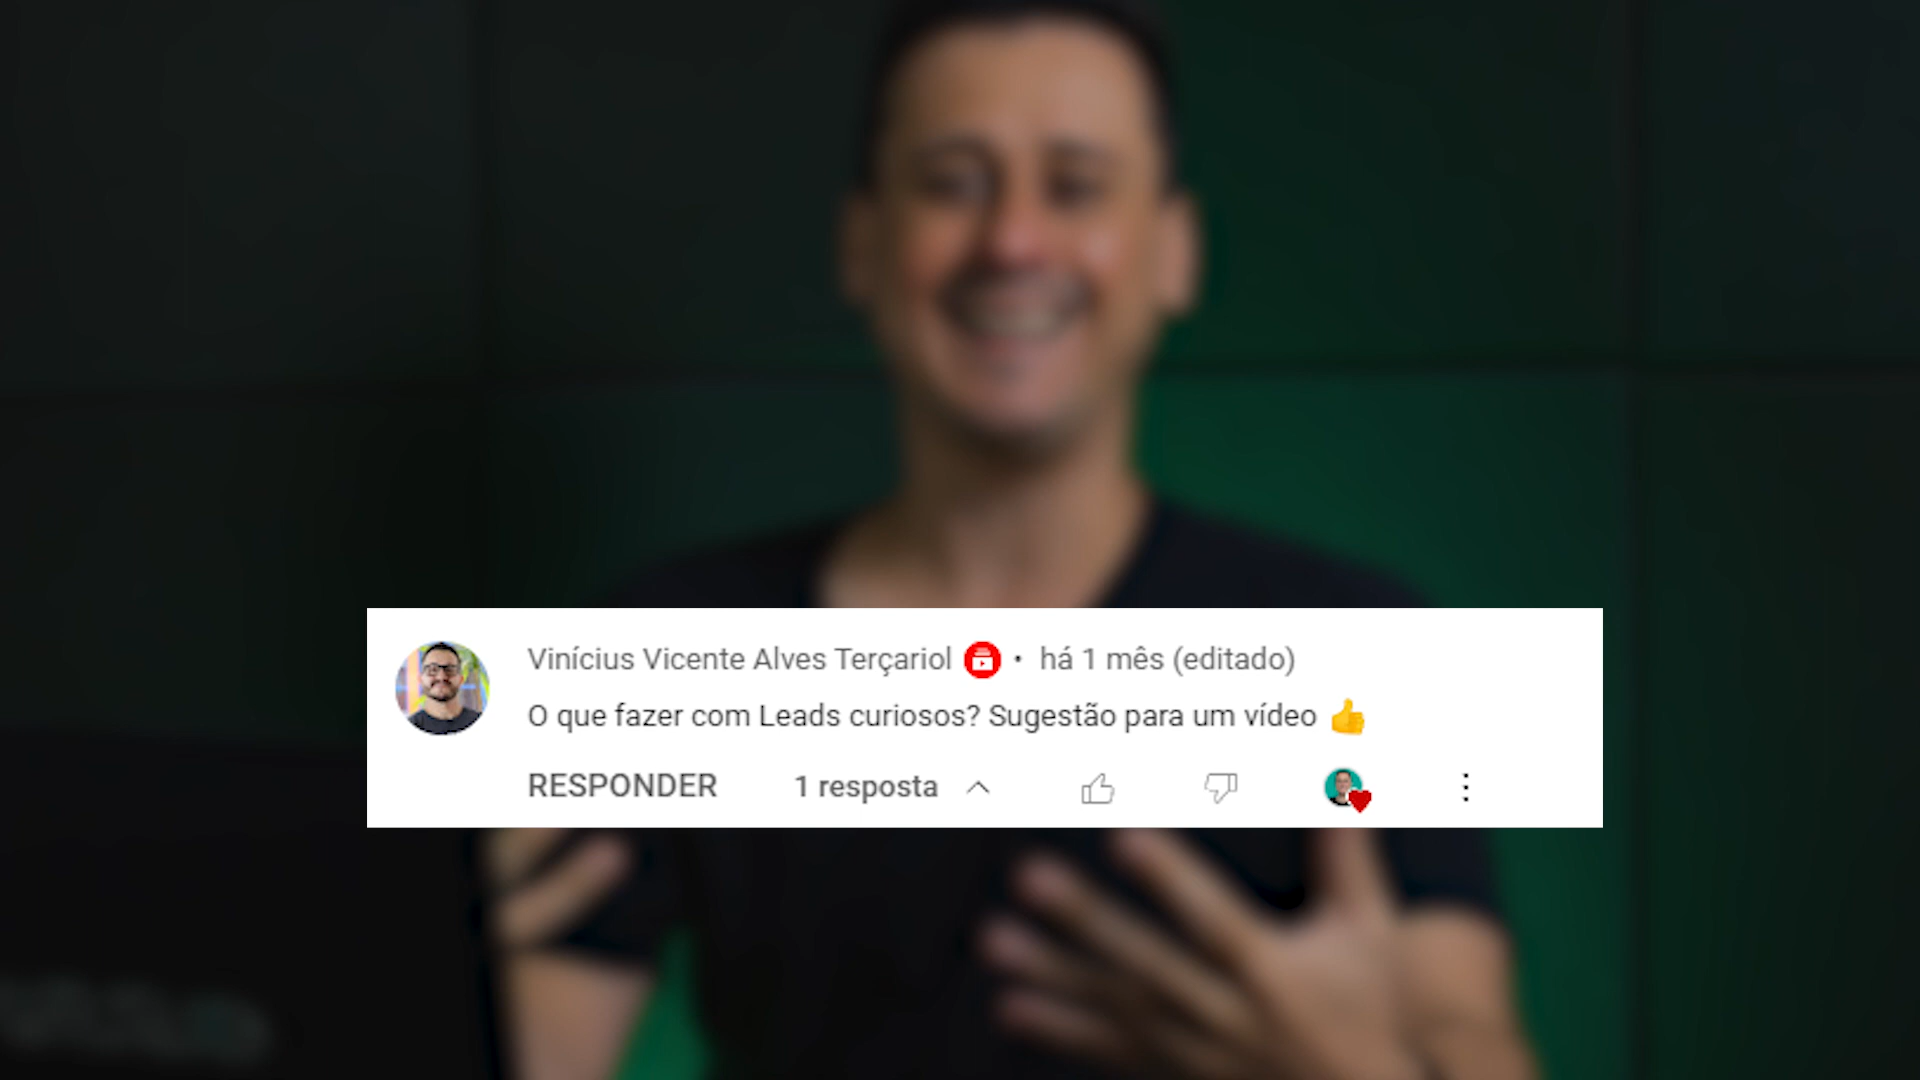 Vinícius Vicente Alves Terçariol • há 1 mês (editado)
O que fazer com Leads curiosos? Sugestão para um vídeo 👍
RESPONDER 1 resposta